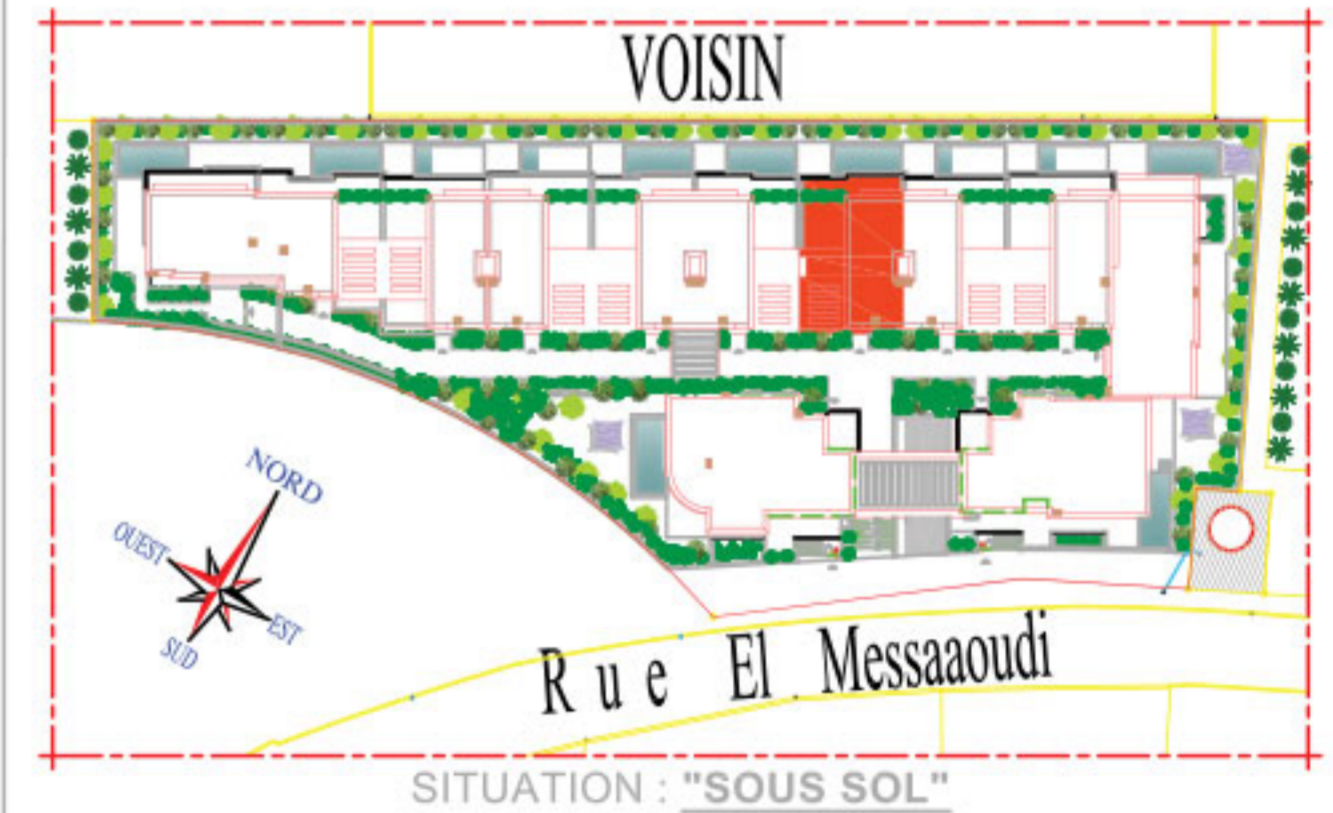 VOISIN
NORD
OUEST
EST
SUD
Rue El Messaaoudi
SITUATION : "SOUS SOL"